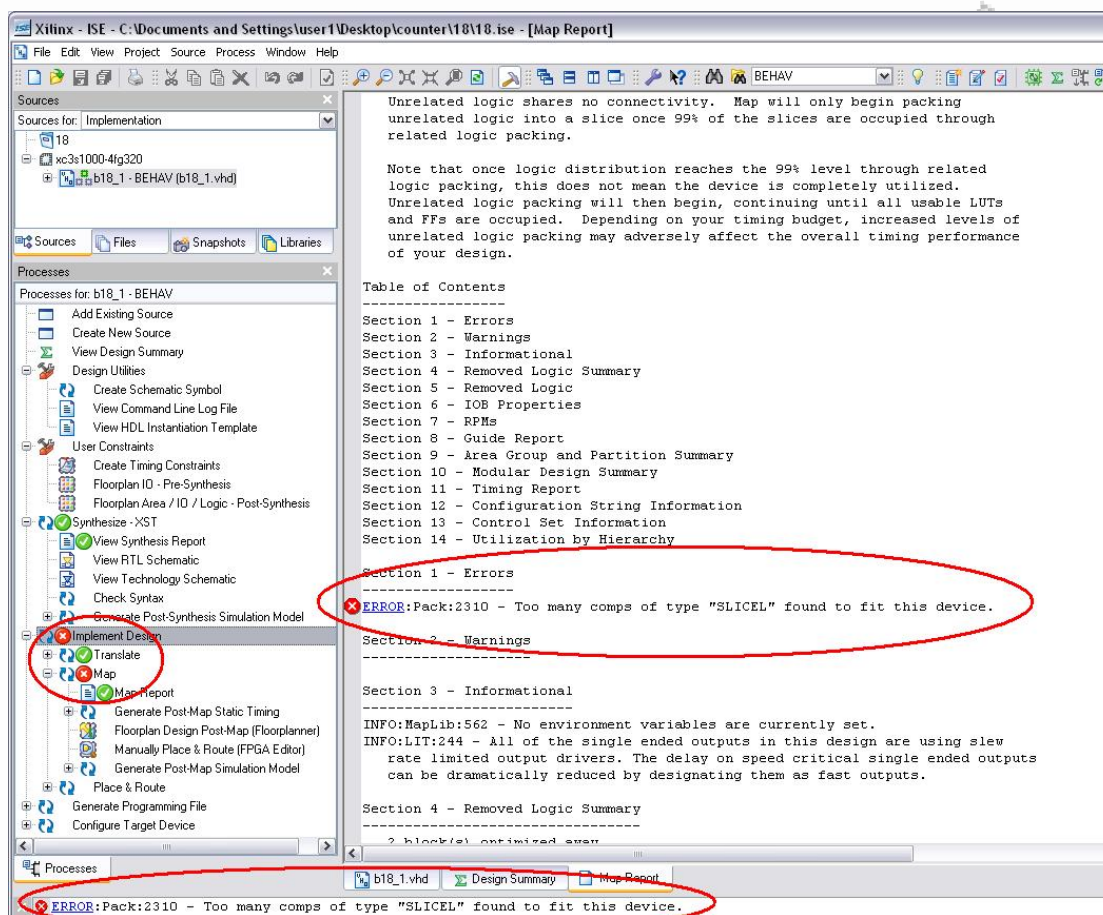 Xilinx - ISE - C:\Documents and Settings\user1\Desktop\counter\18\18.ise - [Map Report]
File Edit View Project Source Process Window Help
BEHAV
Sources
Sources for: Implementation
18
xc3s1000-4fg320
b18_1 - BEHAV (b18_1.vhd)
Sources Files Snapshots Libraries
Processes
Processes for: b18_1 - BEHAV
Add Existing Source
Create New Source
View Design Summary
Design Utilities
Create Schematic Symbol
View Command Line Log File
View HDL Instantiation Template
User Constraints
Create Timing Constraints
Floorplan IO - Pre-Synthesis
Floorplan Area / IO / Logic - Post-Synthesis
Synthesize - XST
View Synthesis Report
View RTL Schematic
View Technology Schematic
Check Syntax
Generate Post-Synthesis Simulation Model
Implement Design
Translate
Map
Map Report
Generate Post-Map Static Timing
Floorplan Design Post-Map (Floorplanner)
Manually Place & Route (FPGA Editor)
Generate Post-Map Simulation Model
Place & Route
Generate Programming File
Configure Target Device
Processes
Unrelated logic shares no connectivity. Map will only begin packing
unrelated logic into a slice once 99% of the slices are occupied through
related logic packing.
Note that once logic distribution reaches the 99% level through related
logic packing, this does not mean the device is completely utilized.
Unrelated logic packing will then begin, continuing until all usable LUTs
and FFs are occupied. Depending on your timing budget, increased levels of
unrelated logic packing may adversely affect the overall timing performance
of your design.
Table of Contents
-----------------
Section 1 - Errors
Section 2 - Warnings
Section 3 - Informational
Section 4 - Removed Logic Summary
Section 5 - Removed Logic
Section 6 - IOB Properties
Section 7 - RPMs
Section 8 - Guide Report
Section 9 - Area Group and Partition Summary
Section 10 - Modular Design Summary
Section 11 - Timing Report
Section 12 - Configuration String Information
Section 13 - Control Set Information
Section 14 - Utilization by Hierarchy
Section 1 - Errors
------------------
ERROR:Pack:2310 - Too many comps of type "SLICEL" found to fit this device.
Section 2 - Warnings
--------------------
Section 3 - Informational
-------------------------
INFO:MapLib:562 - No environment variables are currently set.
INFO:LIT:244 - All of the single ended outputs in this design are using slew
rate limited output drivers. The delay on speed critical single ended outputs
can be dramatically reduced by designating them as fast outputs.
Section 4 - Removed Logic Summary
---------------------------------
2 block(s) optimized away
b18_1.vhd Design Summary Map Report
ERROR:Pack:2310 - Too many comps of type "SLICEL" found to fit this device.